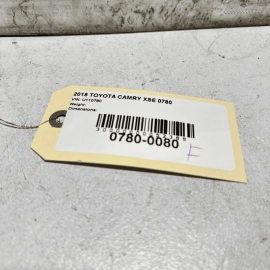 2018 TOYOTA CAMRY XSE 0780
VIN: U110780
Weight:
Dimensions:
0780-0080
F